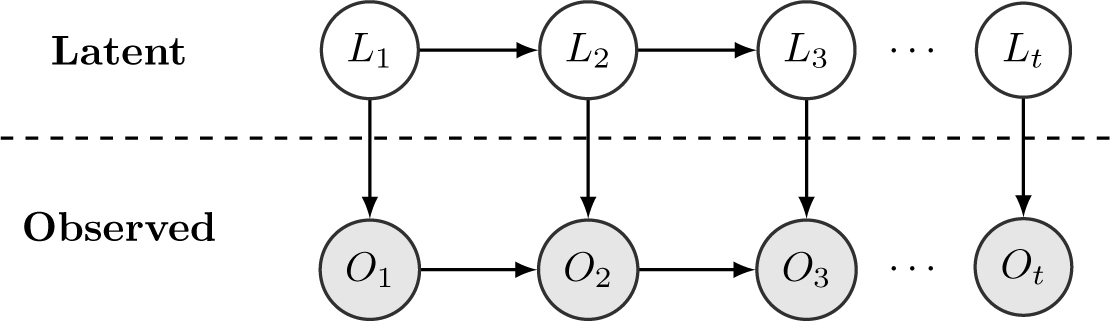 Latent L₁ L₂ L₃ ⋯ Lₜ
Observed O₁ O₂ O₃ ⋯ Oₜ